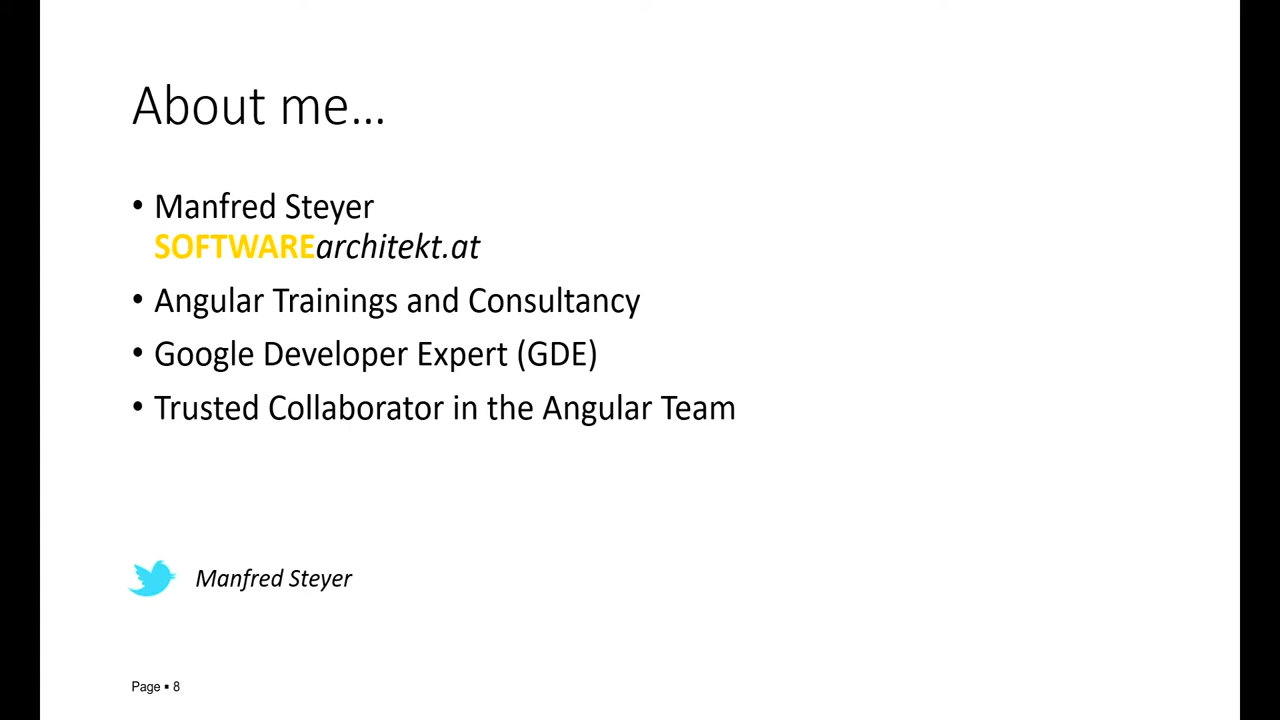 About me...
• Manfred Steyer
SOFTWAREarchitekt.at
• Angular Trainings and Consultancy
• Google Developer Expert (GDE)
• Trusted Collaborator in the Angular Team
Manfred Steyer
Page ▪ 8